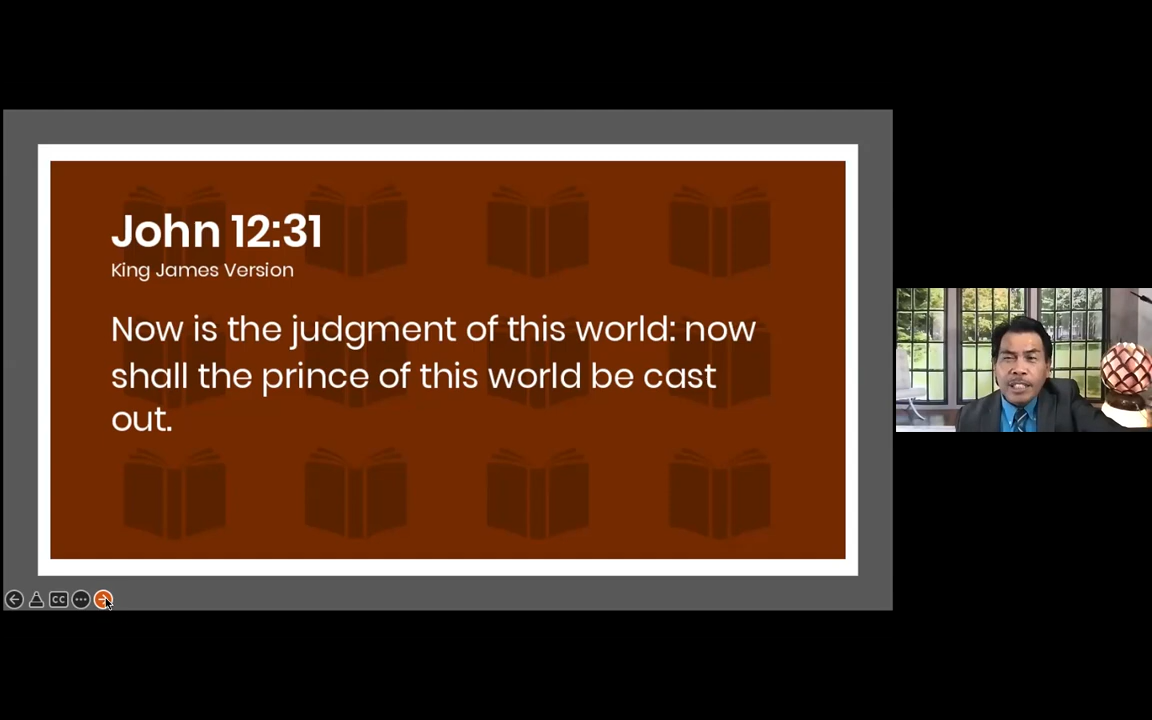 John 12:31
King James Version
Now is the judgment of this world: now
shall the prince of this world be cast
out.
CC